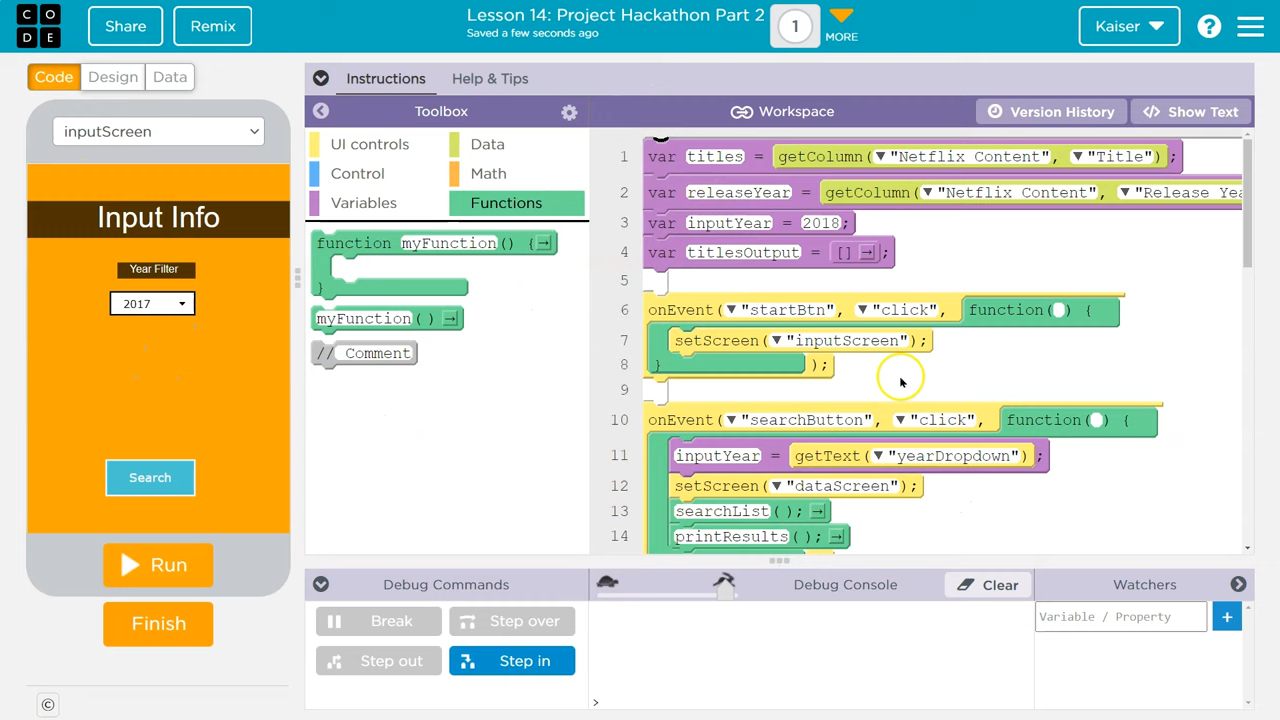 C O
D E
Share
Remix
Lesson 14: Project Hackathon Part 2
Saved a few seconds ago
1
MORE
Kaiser
?
Code
Design
Data
Instructions
Help & Tips
Toolbox
Workspace
Version History
Show Text
inputScreen
Input Info
Year Filter
2017
Search
Run
Finish
©
UI controls
Data
Control
Math
Variables
Functions
function myFunction() {
}
myFunction()
// Comment
1 var titles = getColumn("Netflix Content", "Title");
2 var releaseYear = getColumn("Netflix Content", "Release Yea
3 var inputYear = 2018;
4 var titlesOutput = [];
5
6 onEvent("startBtn", "click", function() {
7 setScreen("inputScreen");
8 } );
9
10 onEvent("searchButton", "click", function() {
11 inputYear = getText("yearDropdown");
12 setScreen("dataScreen");
13 searchList();
14 printResults();
Debug Commands
Debug Console
Clear
Watchers
Break
Step over
Step out
Step in
Variable / Property
+
>